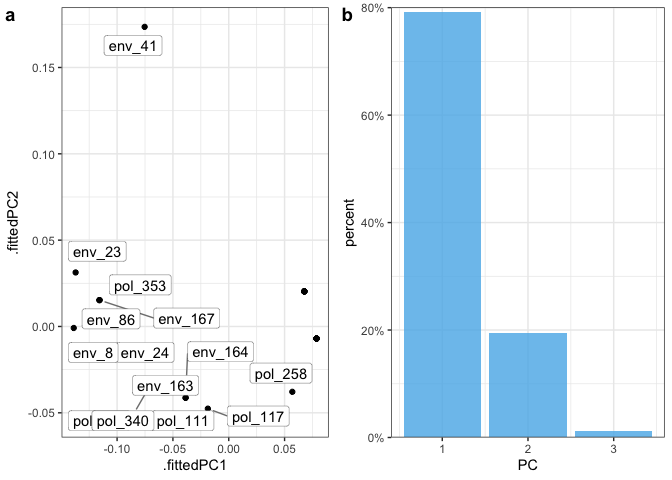 a
.fittedPC2
0.15
0.10
0.05
0.00
-0.05
env_41
env_23
pol_353
env_86
env_167
env_8
env_24
env_164
env_163
pol_258
pol
pol_340
pol_111
pol_117
-0.10
-0.05
0.00
0.05
.fittedPC1
b
percent
80%
60%
40%
20%
0%
1
2
3
PC